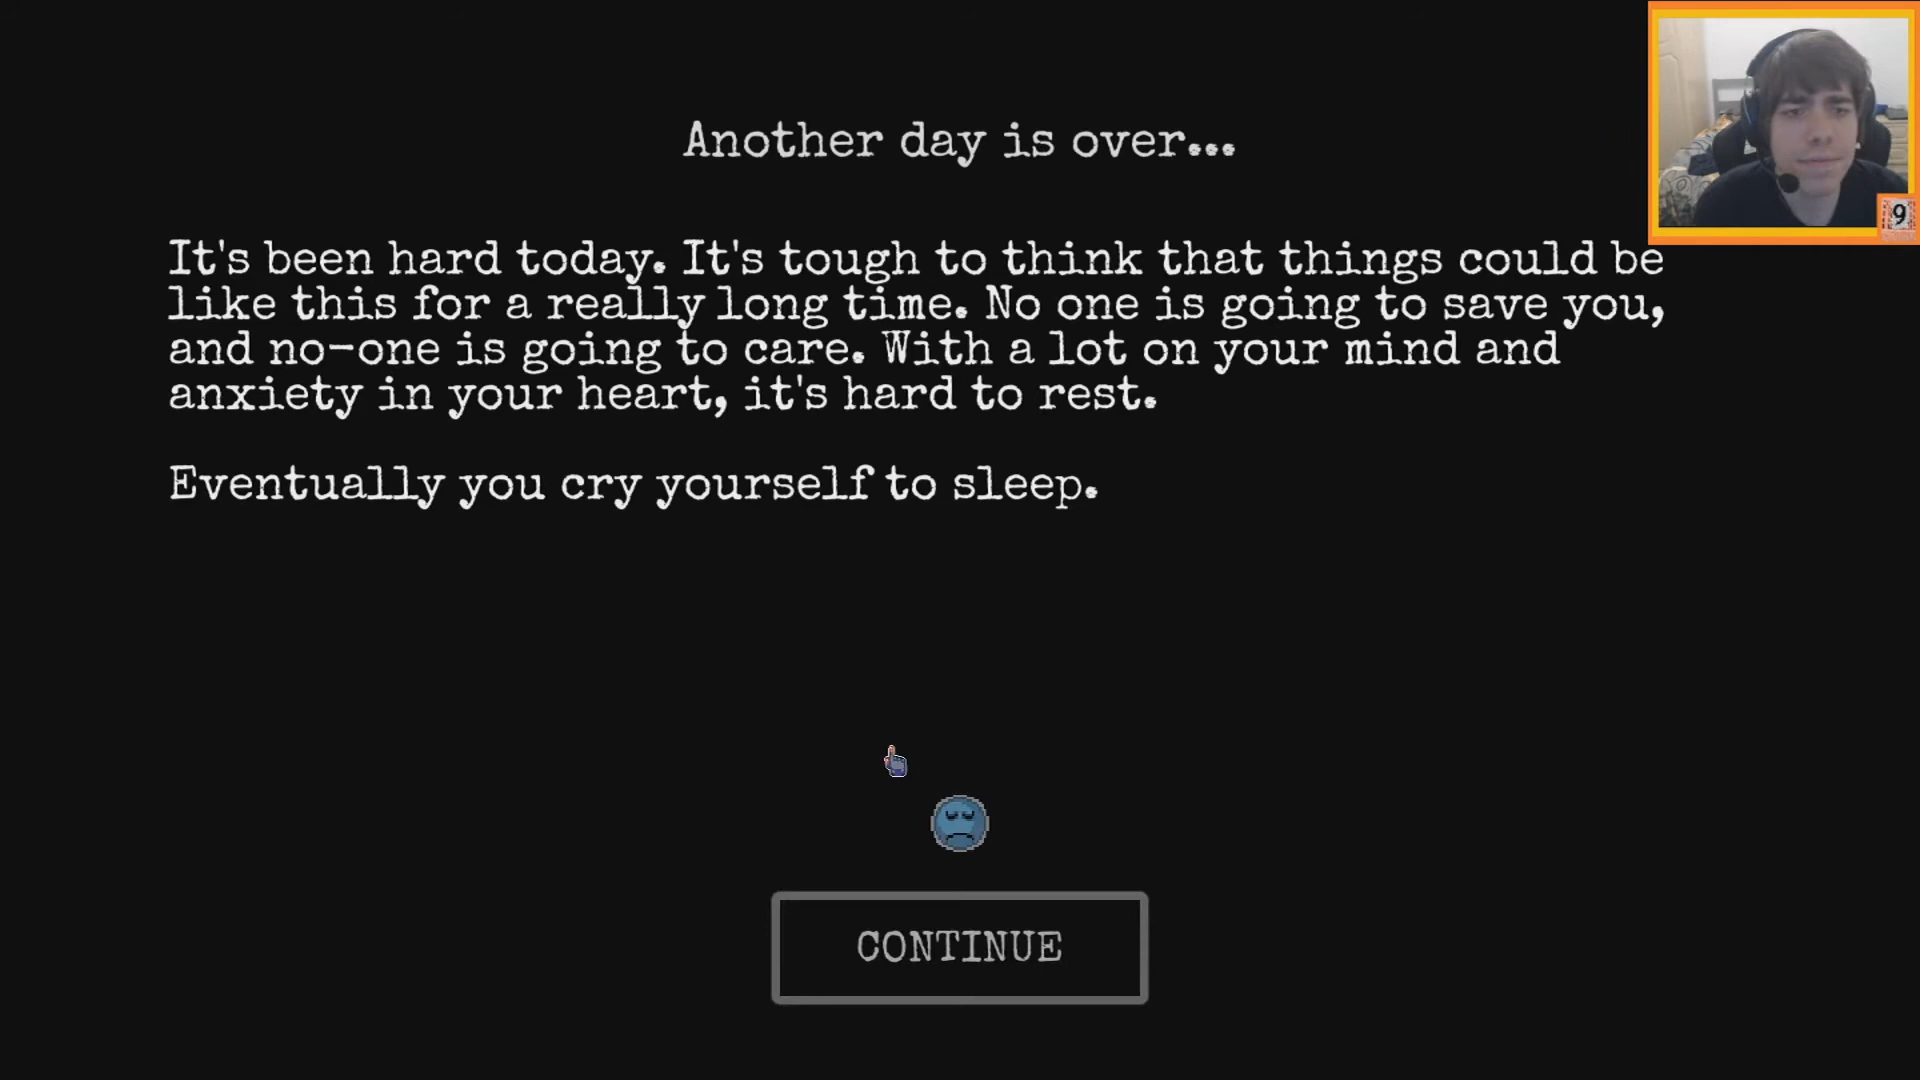 Another day is over...
It's been hard today. It's tough to think that things could be
like this for a really long time. No one is going to save you,
and no-one is going to care. With a lot on your mind and
anxiety in your heart, it's hard to rest.
Eventually you cry yourself to sleep.
CONTINUE
9